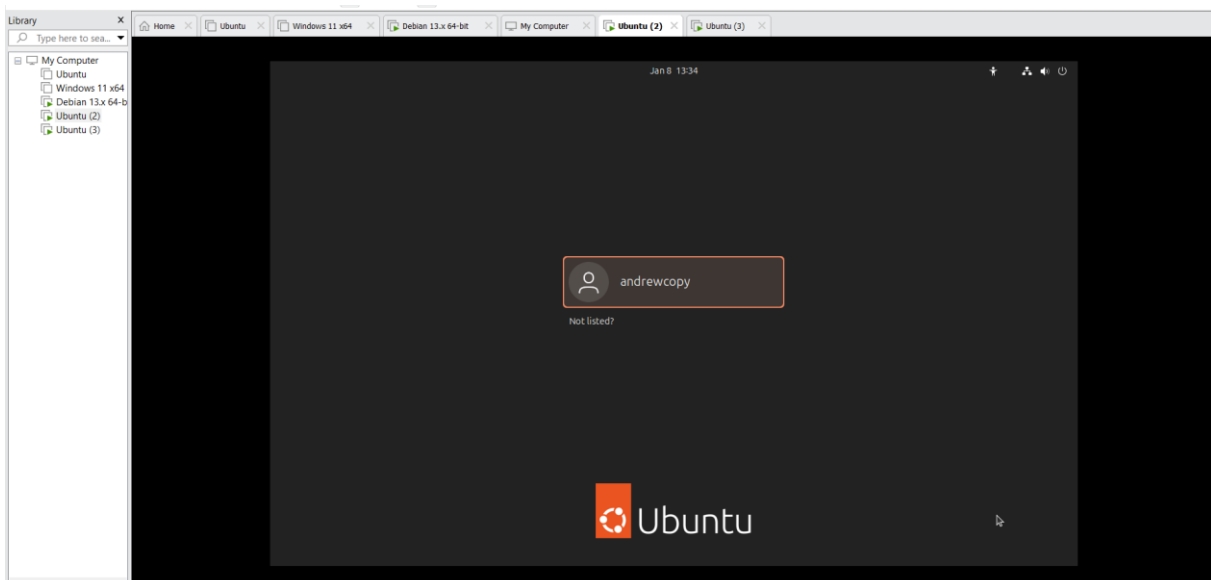 Library X
Type here to sea...
My Computer
Ubuntu
Windows 11 x64
Debian 13.x 64-b
Ubuntu (2)
Ubuntu (3)
Home Ubuntu Windows 11 x64 Debian 13.x 64-bit My Computer Ubuntu (2) Ubuntu (3)
Jan 8 13:34
andrewcopy
Not listed?
Ubuntu